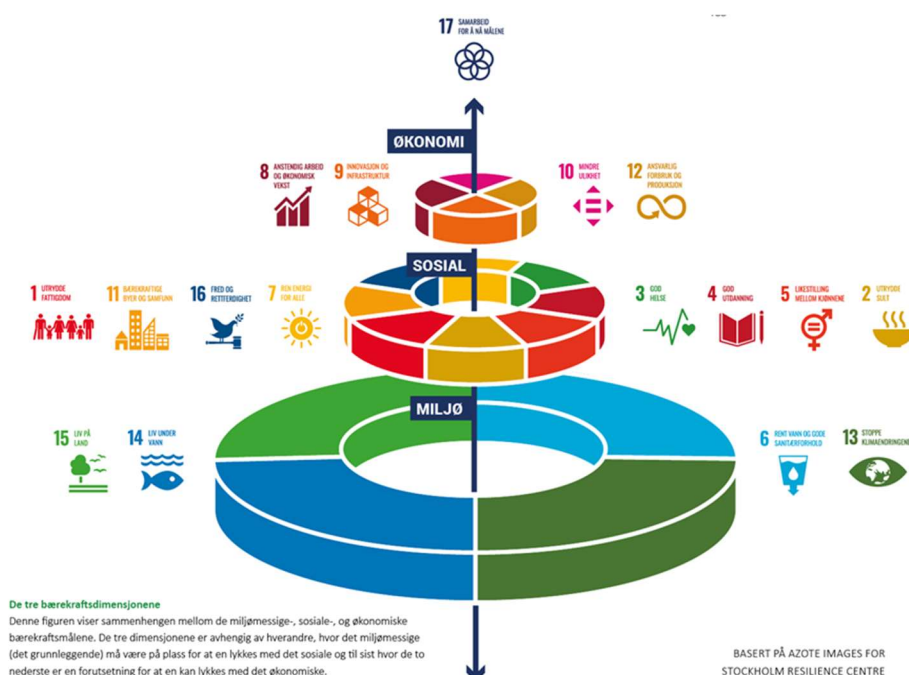 17 SAMARBEID
FOR Å NÅ MÅLENE
ØKONOMI
8 ANSTENDIG ARBEID
OG ØKONOMISK
VEKST
9 INNOVASJON OG
INFRASTRUKTUR
10 MINDRE
ULIKHET
12 ANSVARLIG
FORBRUK OG
PRODUKSJON
SOSIAL
1 UTRYDDE
FATTIGDOM
11 BÆREKRAFTIGE
BYER OG SAMFUNN
16 FRED OG
RETTFERDIGHET
7 REN ENERGI
FOR ALLE
3 GOD
HELSE
4 GOD
UTDANNING
5 LIKESTILLING
MELLOM KJØNNENE
2 UTRYDDE
SULT
MILJØ
15 LIV PÅ
LAND
14 LIV UNDER
VANN
6 RENT VANN OG GODE
SANITÆRFORHOLD
13 STOPPE
KLIMAENDRINGENE
De tre bærekraftsdimensjonene
Denne figuren viser sammenhengen mellom de miljømessige-, sosiale-, og økonomiske
bærekraftsmålene. De tre dimensjonene er avhengig av hverandre, hvor det miljømessige
(det grunnleggende) må være på plass for at en lykkes med det sosiale og til sist hvor de to
nederste er en forutsetning for at en kan lykkes med det økonomiske.
BASERT PÅ AZOTE IMAGES FOR
STOCKHOLM RESILIENCE CENTRE